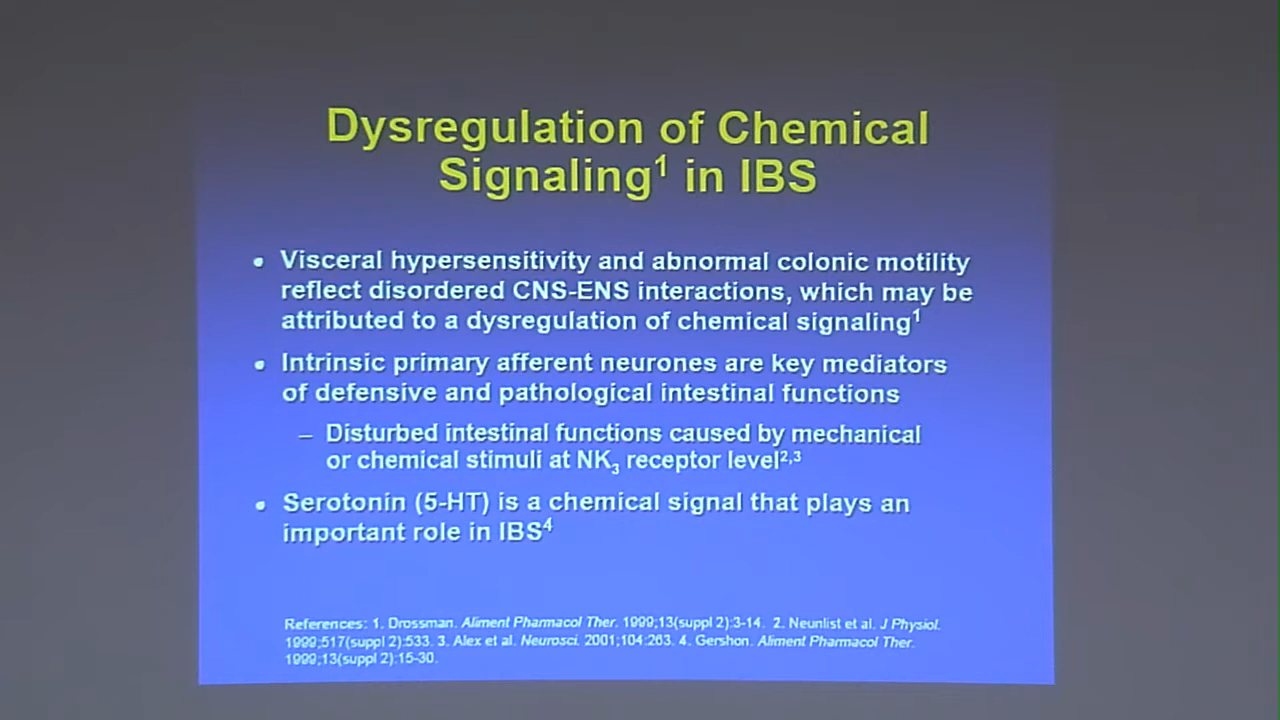 Dysregulation of Chemical
Signaling¹ in IBS
• Visceral hypersensitivity and abnormal colonic motility
reflect disordered CNS-ENS interactions, which may be
attributed to a dysregulation of chemical signaling¹
• Intrinsic primary afferent neurones are key mediators
of defensive and pathological intestinal functions
– Disturbed intestinal functions caused by mechanical
or chemical stimuli at NK₃ receptor level²,³
• Serotonin (5-HT) is a chemical signal that plays an
important role in IBS⁴
References: 1. Drossman. Aliment Pharmacol Ther. 1999;13(suppl 2):3-14. 2. Neunlist et al. J Physiol.
1999;517(suppl 2):533. 3. Alex et al. Neurosci. 2001;104:263. 4. Gershon. Aliment Pharmacol Ther.
1999;13(suppl 2):15-30.